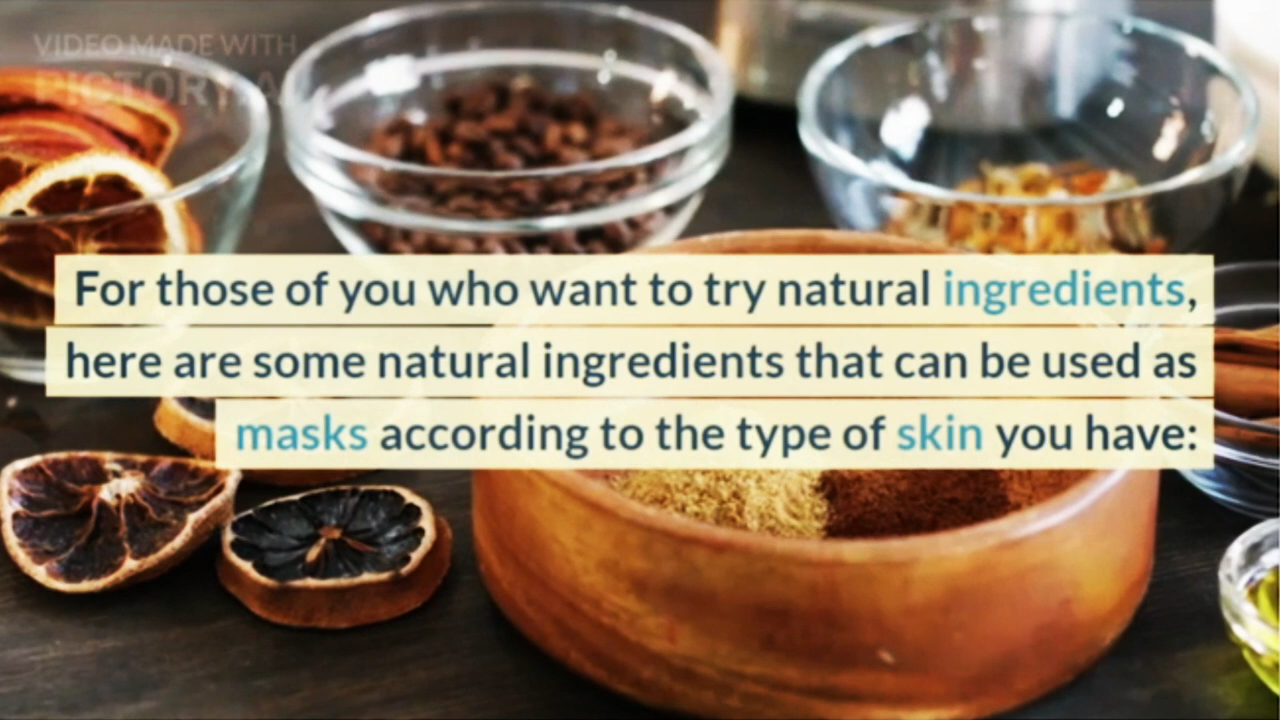 VIDEO MADE WITH
PICTORY.A
For those of you who want to try natural ingredients,
here are some natural ingredients that can be used as
masks according to the type of skin you have: